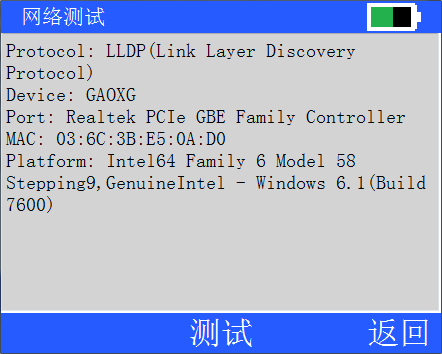 网络测试
Protocol: LLDP(Link Layer Discovery
Protocol)
Device: GAOXG
Port: Realtek PCIe GBE Family Controller
MAC: 03:6C:3B:E5:0A:D0
Platform: Intel64 Family 6 Model 58
Stepping9,GenuineIntel - Windows 6.1(Build
7600)
测试 返回